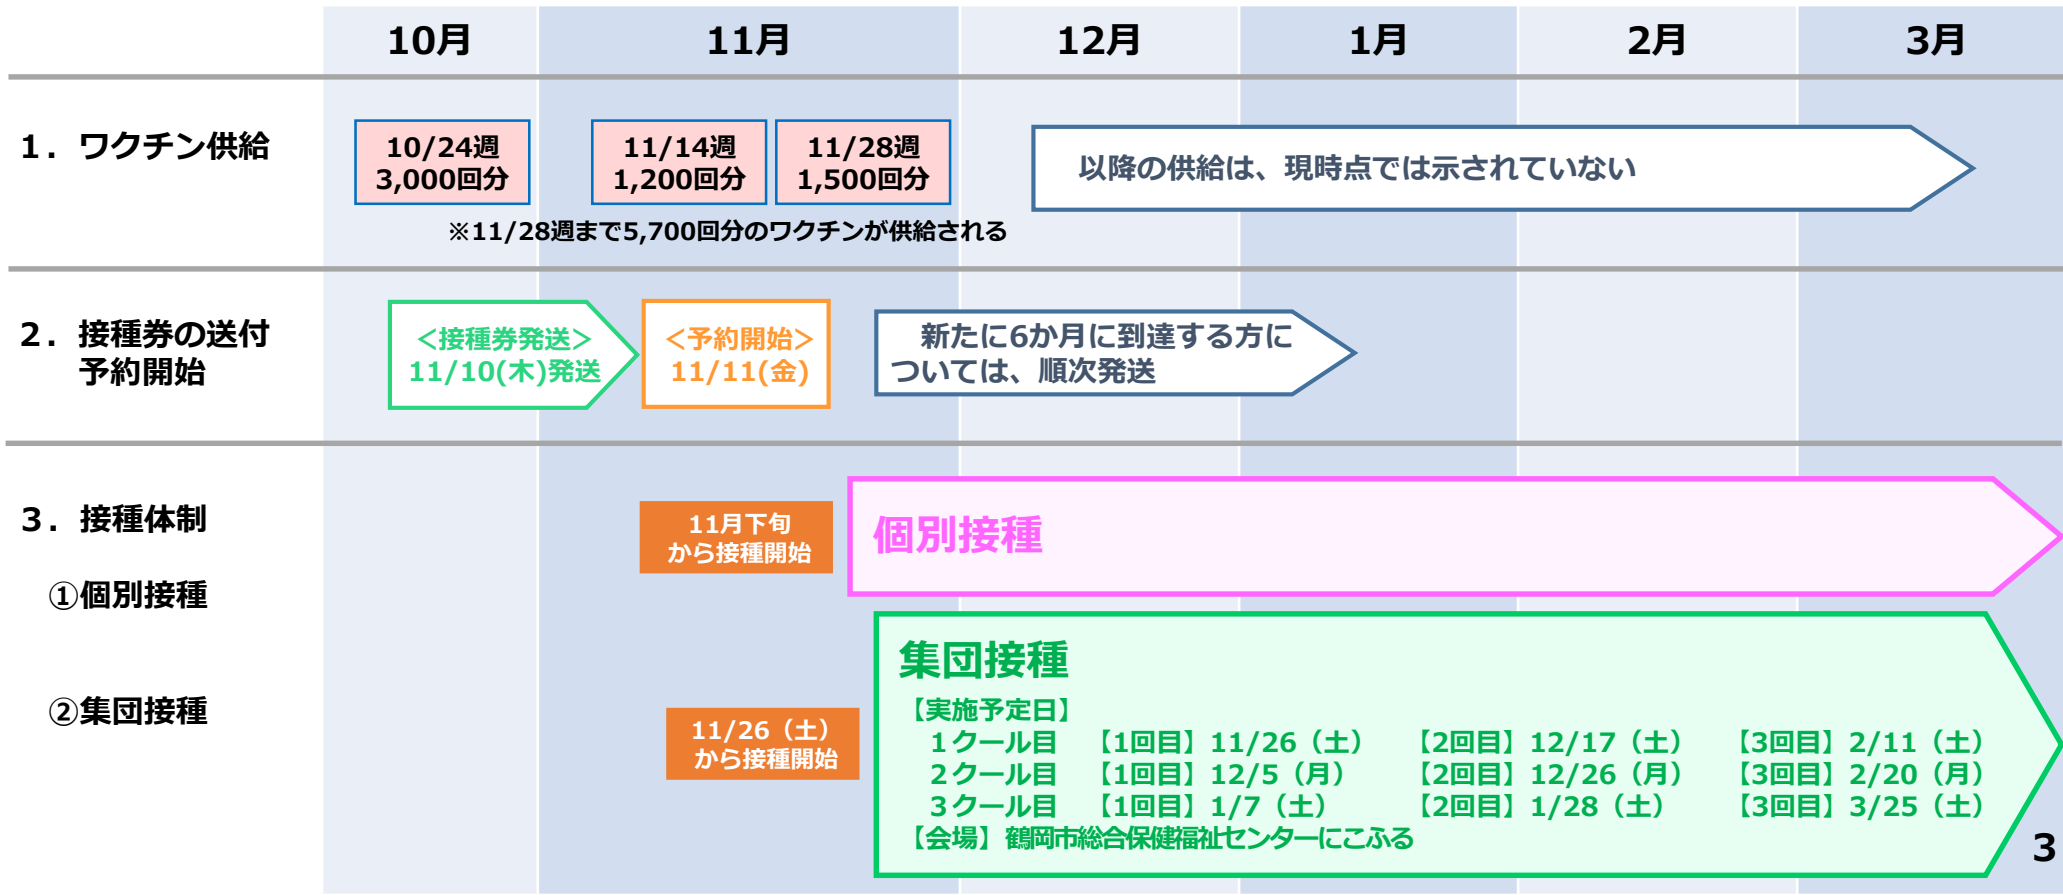 10月
11月
12月
1月
2月
3月
1．ワクチン供給
10/24週
3,000回分
11/14週
1,200回分
11/28週
1,500回分
以降の供給は、現時点では示されていない
※11/28週まで5,700回分のワクチンが供給される
2．接種券の送付
予約開始
＜接種券発送＞
11/10(木)発送
＜予約開始＞
11/11(金)
新たに6か月に到達する方に
ついては、順次発送
3．接種体制
①個別接種
11月下旬
から接種開始
個別接種
②集団接種
11/26（土）
から接種開始
集団接種
【実施予定日】
1クール目　【1回目】11/26（土）　【2回目】12/17（土）　【3回目】2/11（土）
2クール目　【1回目】12/5（月）　【2回目】12/26（月）　【3回目】2/20（月）
3クール目　【1回目】1/7（土）　【2回目】1/28（土）　【3回目】3/25（土）
【会場】鶴岡市総合保健福祉センターにこふる
3